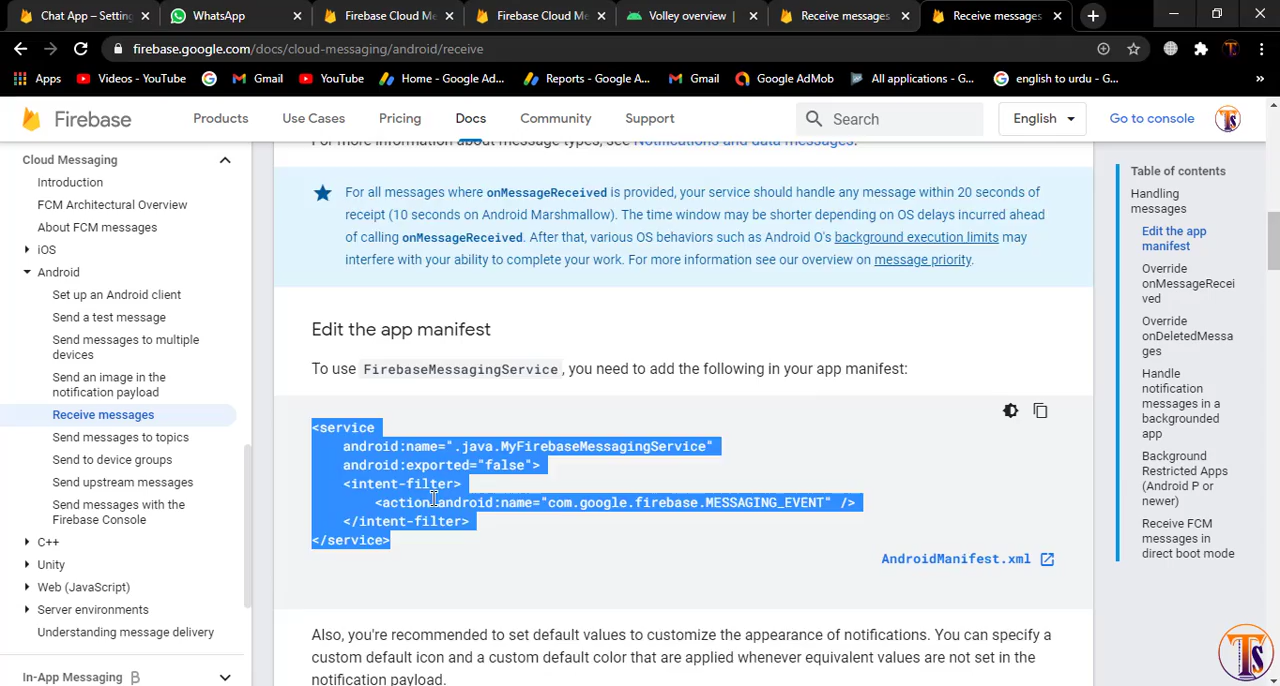 Chat App – Setting
WhatsApp
Firebase Cloud Me
Firebase Cloud Me
Volley overview |
Receive messages
Receive messages
firebase.google.com/docs/cloud-messaging/android/receive
Apps
Videos - YouTube
Gmail
YouTube
Home - Google Ad...
Reports - Google A...
Gmail
Google AdMob
All applications - G...
english to urdu - G...
»
Firebase
Products
Use Cases
Pricing
Docs
Community
Support
Search
English
Go to console
Cloud Messaging
Introduction
FCM Architectural Overview
About FCM messages
iOS
Android
Set up an Android client
Send a test message
Send messages to multiple
devices
Send an image in the
notification payload
Receive messages
Send messages to topics
Send to device groups
Send upstream messages
Send messages with the
Firebase Console
C++
Unity
Web (JavaScript)
Server environments
Understanding message delivery
In-App Messaging β
For more information about message types, see Notifications and data messages.
For all messages where onMessageReceived is provided, your service should handle any message within 20 seconds of
receipt (10 seconds on Android Marshmallow). The time window may be shorter depending on OS delays incurred ahead
of calling onMessageReceived. After that, various OS behaviors such as Android O's background execution limits may
interfere with your ability to complete your work. For more information see our overview on message priority.
Edit the app manifest
To use FirebaseMessagingService, you need to add the following in your app manifest:
<service
android:name=".java.MyFirebaseMessagingService"
android:exported="false">
<intent-filter>
<action android:name="com.google.firebase.MESSAGING_EVENT" />
</intent-filter>
</service>
AndroidManifest.xml
Also, you're recommended to set default values to customize the appearance of notifications. You can specify a
custom default icon and a custom default color that are applied whenever equivalent values are not set in the
notification payload.
Table of contents
Handling
messages
Edit the app
manifest
Override
onMessageRecei
ved
Override
onDeletedMessa
ges
Handle
notification
messages in a
backgrounded
app
Background
Restricted Apps
(Android P or
newer)
Receive FCM
messages in
direct boot mode
TS